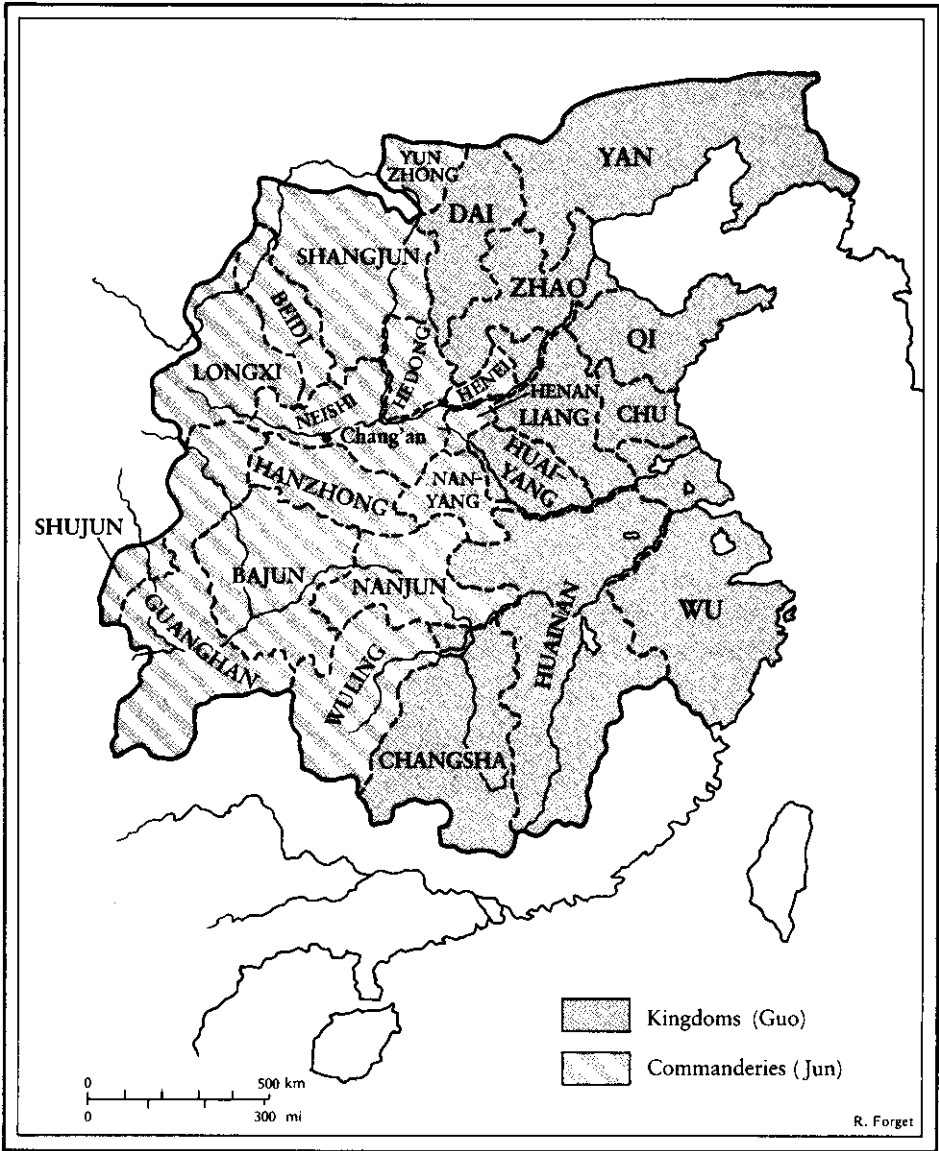 YAN
YUN
ZHONG
DAI
SHANGJUN
ZHAO
BEIDI
QI
HEDONG
LONGXI
HENEI
HENAN
NEISHI
LIANG
CHU
Chang'an
HUAI-
YANG
HANZHONG
NAN-
YANG
SHUJUN
BAJUN
NANJUN
GUANGHAN
HUAINAN
WU
WULING
CHANGSHA
Kingdoms (Guo)
Commanderies (Jun)
0 500 km
0 300 mi
R. Forget